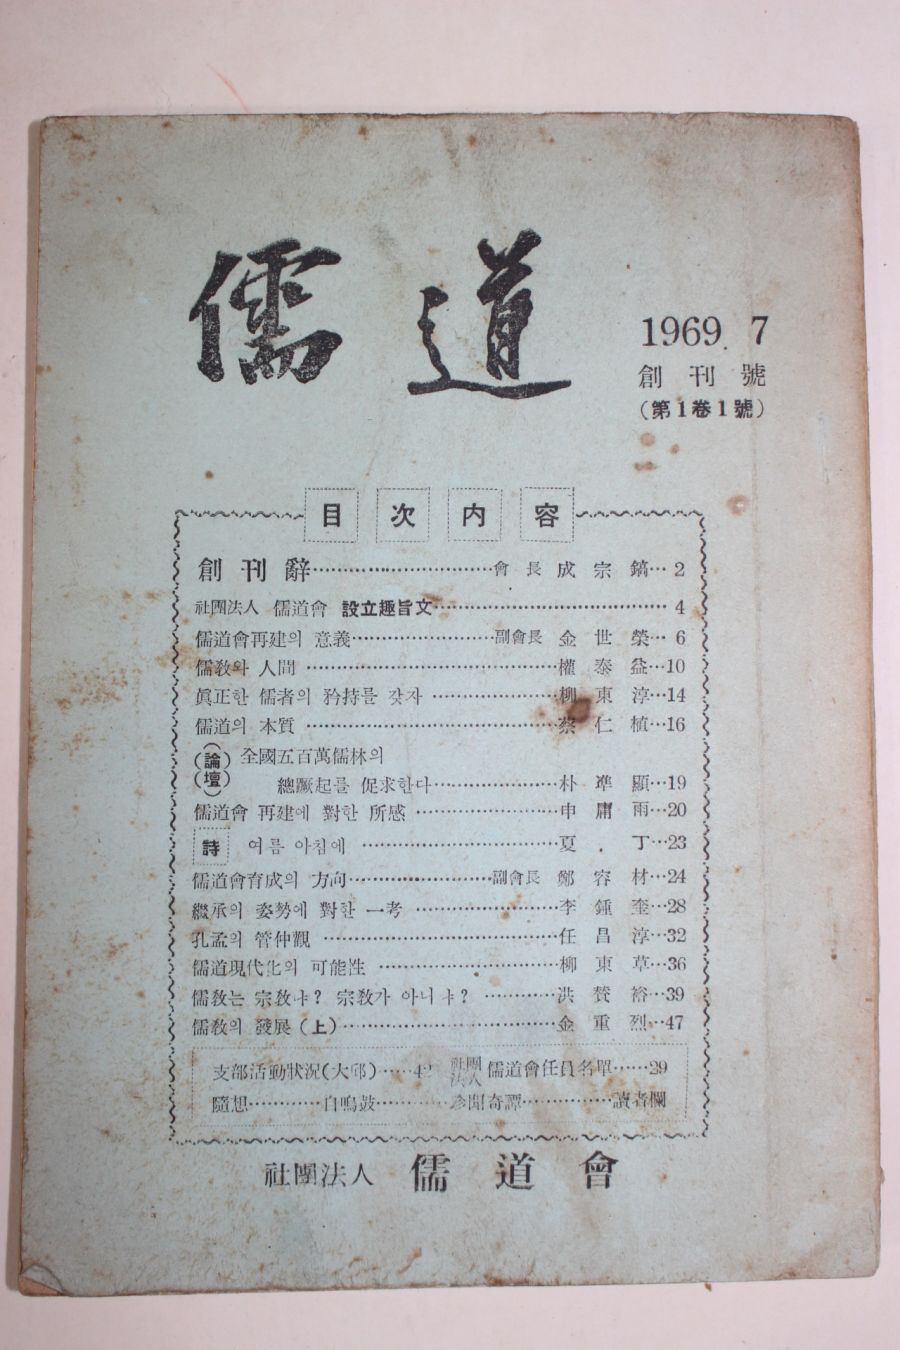 儒道
1969. 7
創刊號
(第1卷1號)
目次內容
創刊辭……………………………會長 成宗鎬…2
社團法人 儒道會 設立趣旨文……………………………………4
儒道會再建의 意義……………………副會長 金世榮…6
儒敎와 人間……………………………………權泰益…10
眞正한 儒者의 矜持를 갖자…………………柳東淳…14
儒道의 本質……………………………………蔡仁植…16
(論壇) 全國五百萬儒林의
總蹶起를 促求한다…………………朴準顯…19
儒道會 再建에 對한 所感……………………申庸雨…20
詩 여름 아침에………………………………夏丁…23
儒道會育成의 方向……………………副會長 鄭容材…24
繼承의 姿勢에 對한 一考……………………李鍾奎…28
孔孟의 管仲觀…………………………………任昌淳…32
儒道現代化의 可能性…………………………柳東草…36
儒敎는 宗敎냐? 宗敎가 아니냐?…………洪贊裕…39
儒敎의 發展(上)………………………………金重烈…47
支部活動狀況(大邱)……42 社團法人 儒道會任員名單……29
隨想…………自鳴鼓…………珍聞奇譚……………讀者欄
社團法人 儒道會